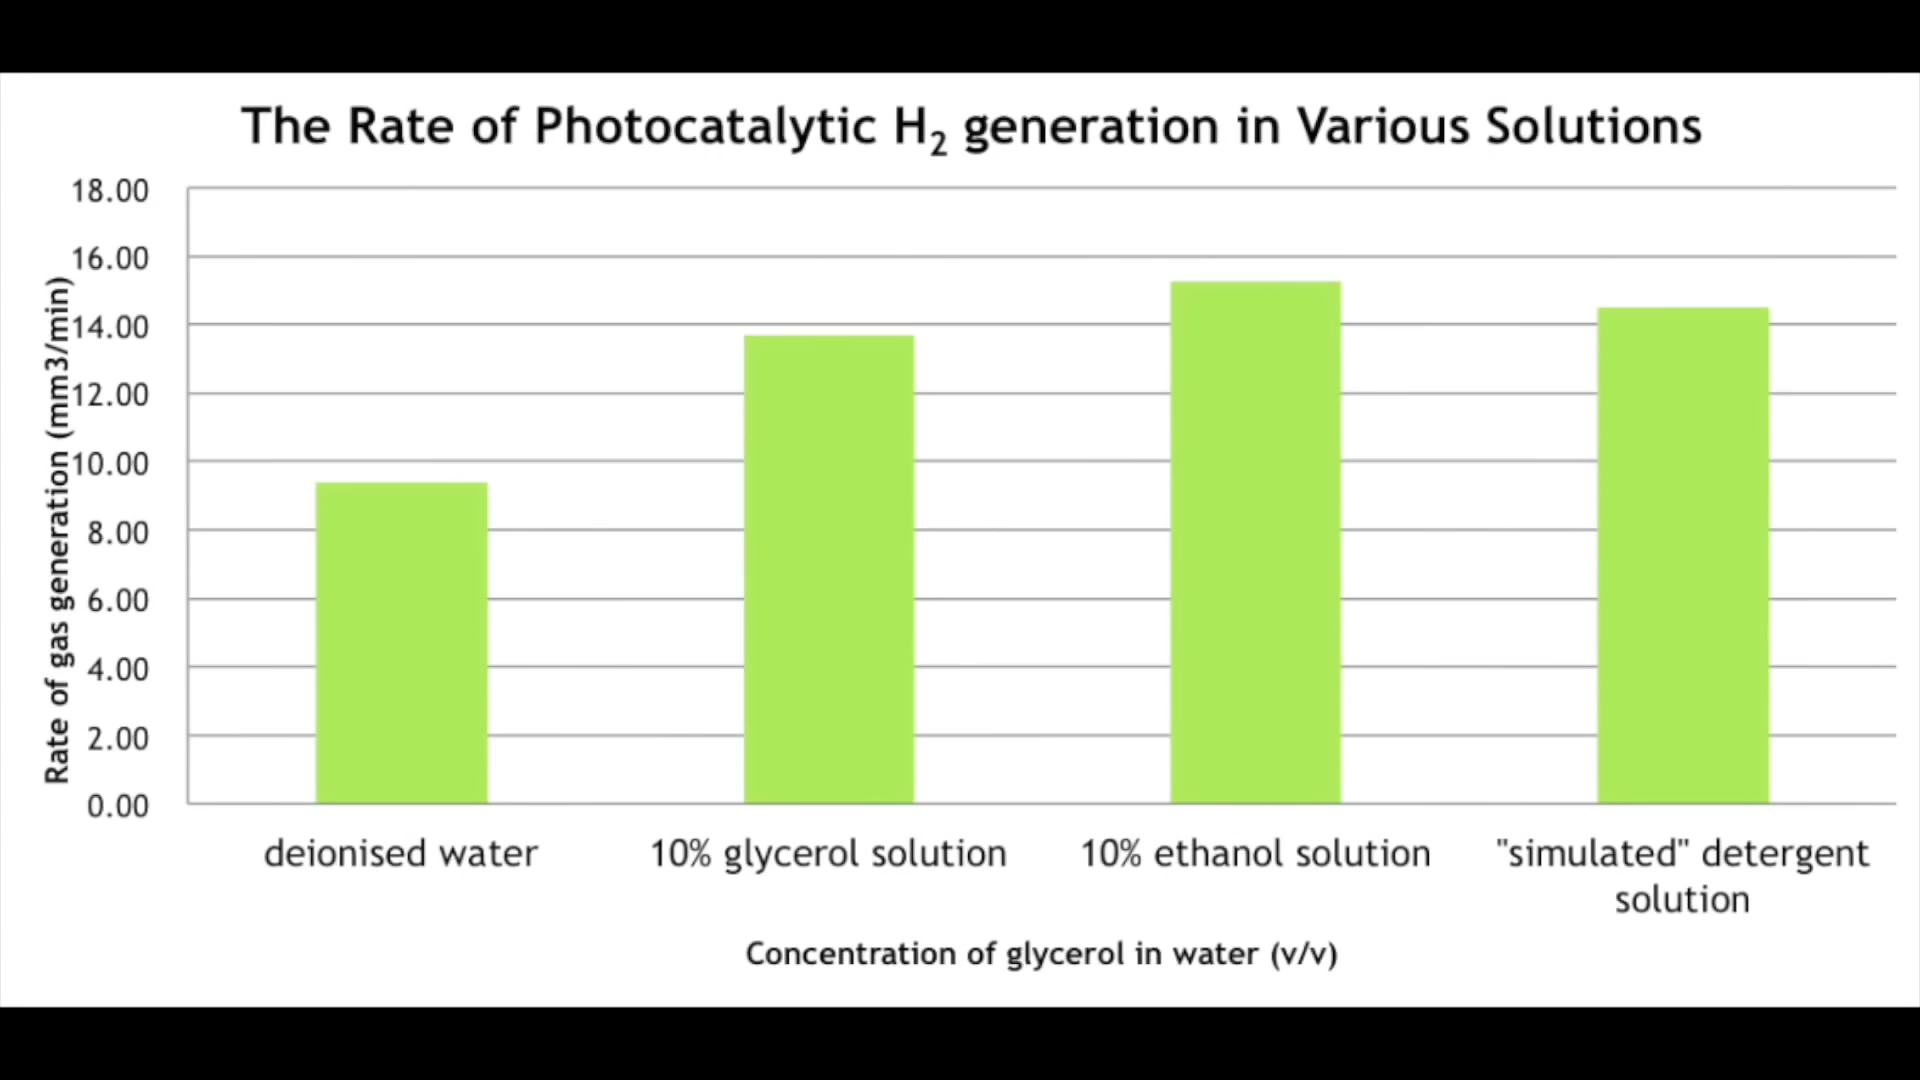 The Rate of Photocatalytic H₂ generation in Various Solutions
18.00
16.00
14.00
12.00
10.00
8.00
6.00
4.00
2.00
0.00
Rate of gas generation (mm3/min)
deionised water
10% glycerol solution
10% ethanol solution
"simulated" detergent
solution
Concentration of glycerol in water (v/v)